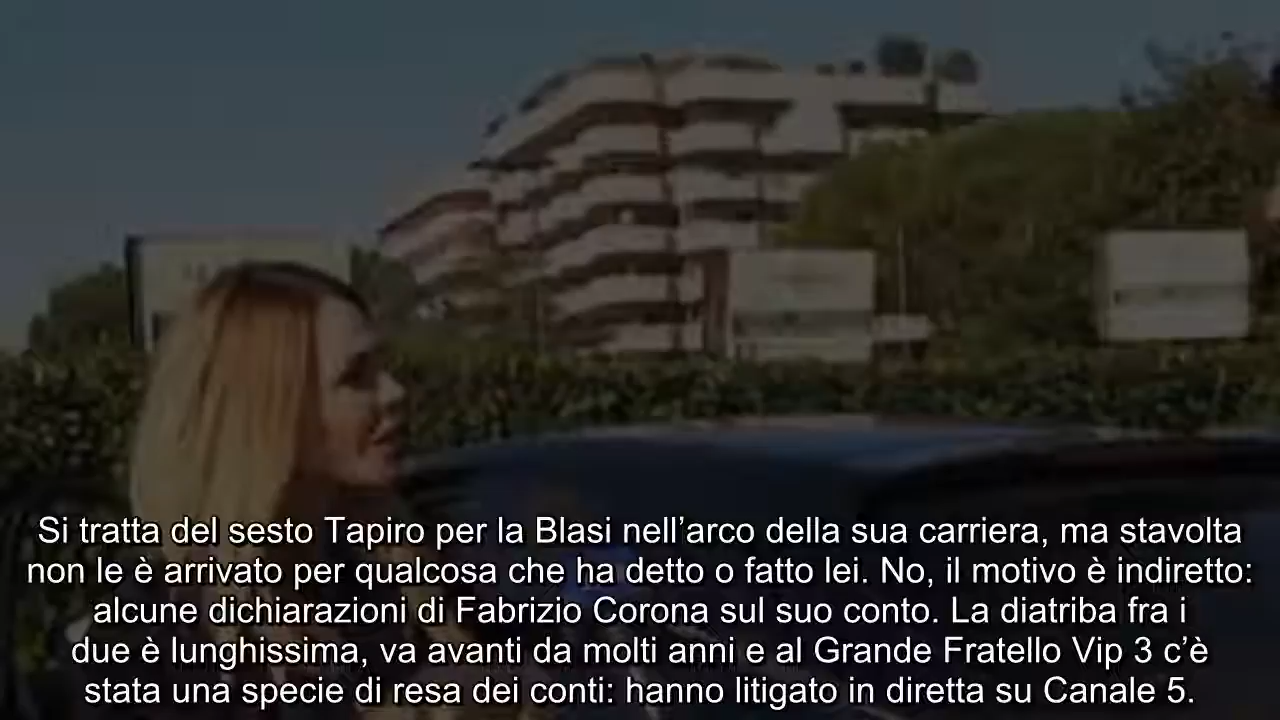 Si tratta del sesto Tapiro per la Blasi nell’arco della sua carriera, ma stavolta
non le è arrivato per qualcosa che ha detto o fatto lei. No, il motivo è indiretto:
alcune dichiarazioni di Fabrizio Corona sul suo conto. La diatriba fra i
due è lunghissima, va avanti da molti anni e al Grande Fratello Vip 3 c’è
stata una specie di resa dei conti: hanno litigato in diretta su Canale 5.